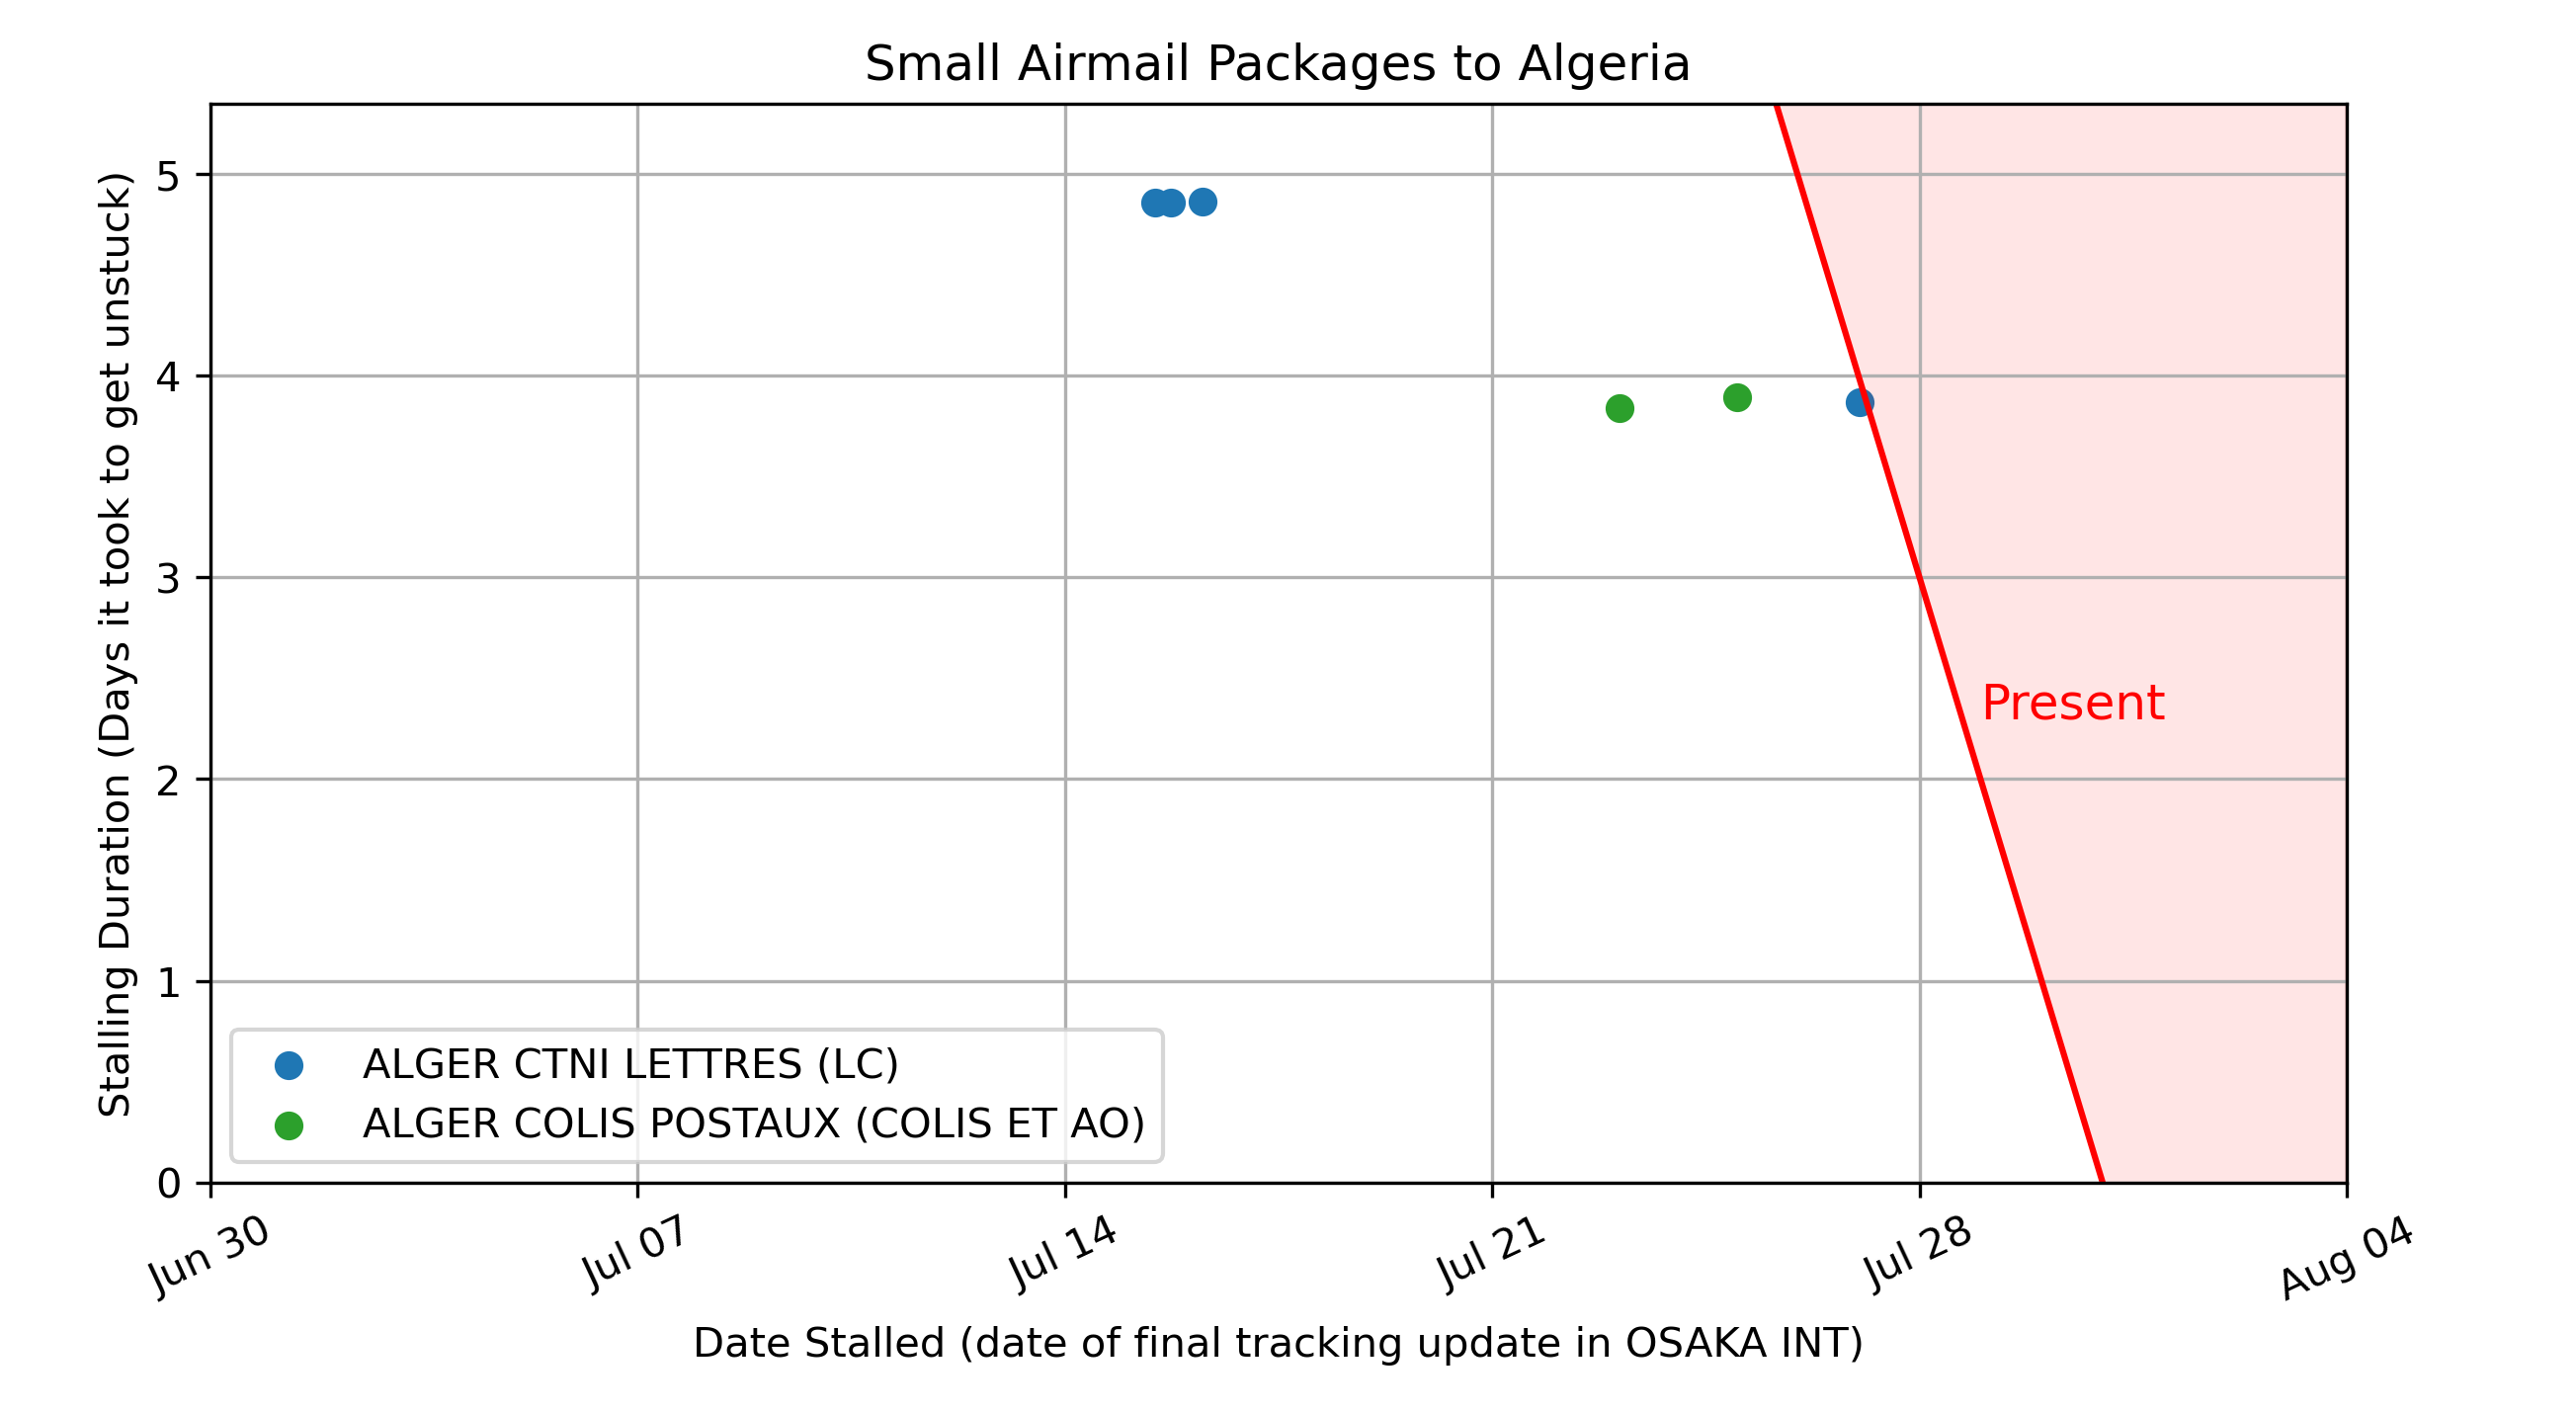 Small Airmail Packages to Algeria
Stalling Duration (Days it took to get unstuck)
5
4
3
2
1
0
Present
ALGER CTNI LETTRES (LC)
ALGER COLIS POSTAUX (COLIS ET AO)
Jun 30
Jul 07
Jul 14
Jul 21
Jul 28
Aug 04
Date Stalled (date of final tracking update in OSAKA INT)